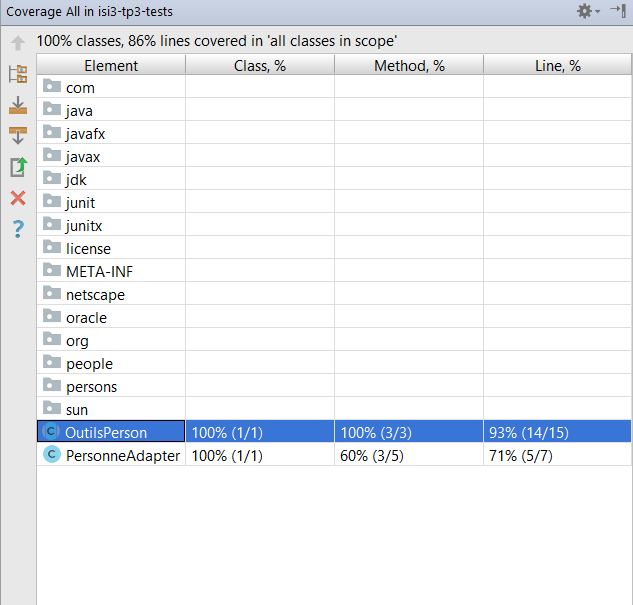 Coverage All in isi3-tp3-tests
100% classes, 86% lines covered in 'all classes in scope'
Element Class, % Method, % Line, %
com
java
javafx
javax
jdk
junit
junitx
license
META-INF
netscape
oracle
org
people
persons
sun
C OutilsPerson 100% (1/1) 100% (3/3) 93% (14/15)
C PersonneAdapter 100% (1/1) 60% (3/5) 71% (5/7)
?